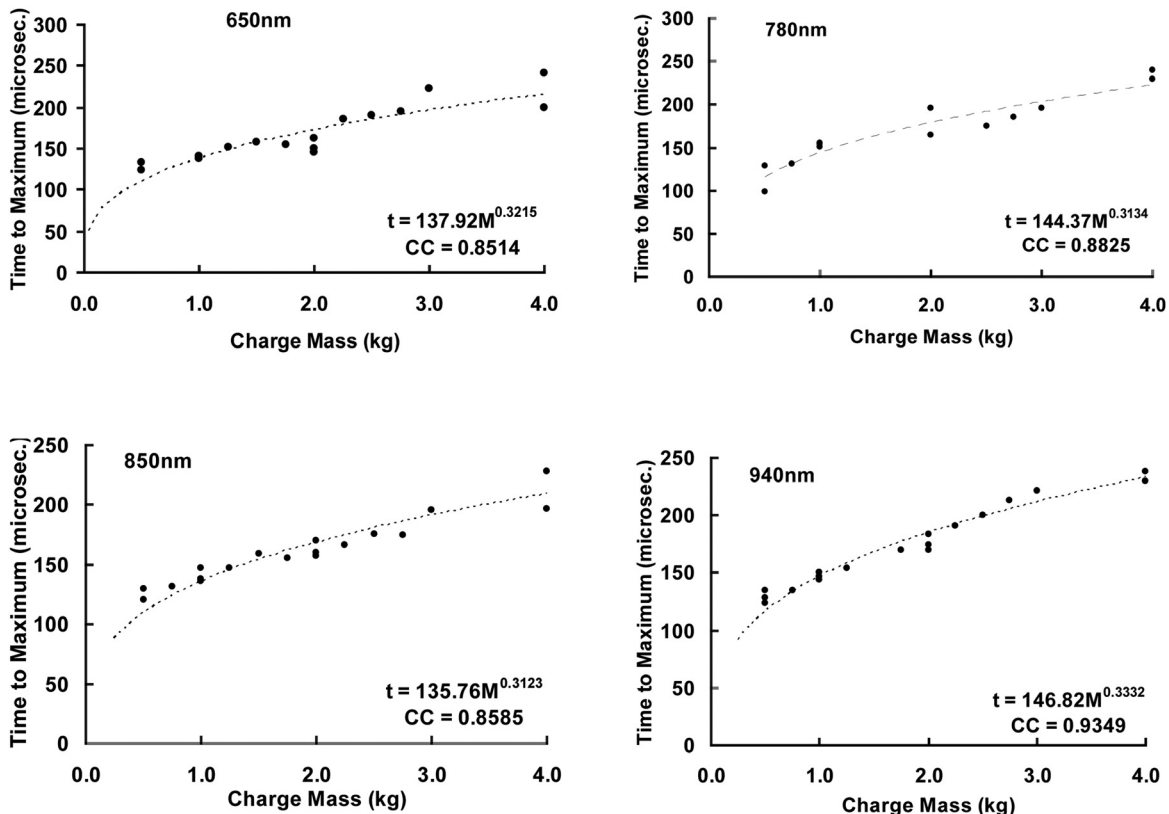 650nm
Time to Maximum (microsec.)
300
250
200
150
100
50
0
t = 137.92M^0.3215
CC = 0.8514
0.0 1.0 2.0 3.0 4.0
Charge Mass (kg)
780nm
Time to Maximum (microsec.)
300
250
200
150
100
50
0
t = 144.37M^0.3134
CC = 0.8825
0.0 1.0 2.0 3.0 4.0
Charge Mass (kg)
850nm
Time to Maximum (microsec.)
250
200
150
100
50
0
t = 135.76M^0.3123
CC = 0.8585
0.0 1.0 2.0 3.0 4.0
Charge Mass (kg)
940nm
Time to Maximum (microsec.)
250
200
150
100
50
0
t = 146.82M^0.3332
CC = 0.9349
0.0 1.0 2.0 3.0 4.0
Charge Mass (kg)